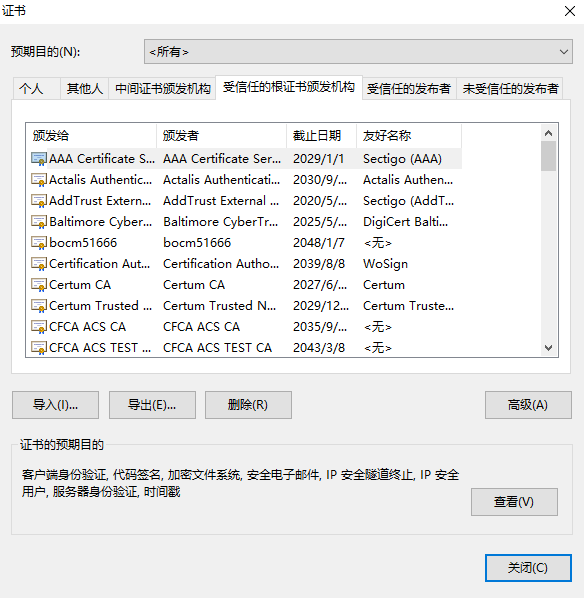 证书
预期目的(N): <所有>
个人 其他人 中间证书颁发机构 受信任的根证书颁发机构 受信任的发布者 未受信任的发布者
颁发给 颁发者 截止日期 友好名称
AAA Certificate S... AAA Certificate Ser... 2029/1/1 Sectigo (AAA)
Actalis Authentic... Actalis Authenticati... 2030/9/... Actalis Authen...
AddTrust Extern... AddTrust External ... 2020/5/... Sectigo (AddT...
Baltimore Cyber... Baltimore CyberTr... 2025/5/... DigiCert Balti...
bocm51666 bocm51666 2048/1/7 <无>
Certification Aut... Certification Autho... 2039/8/8 WoSign
Certum CA Certum CA 2027/6/... Certum
Certum Trusted ... Certum Trusted N... 2029/12... Certum Truste...
CFCA ACS CA CFCA ACS CA 2035/9/... <无>
CFCA ACS TEST ... CFCA ACS TEST CA 2043/3/8 <无>
导入(I)... 导出(E)... 删除(R) 高级(A)
证书的预期目的
客户端身份验证, 代码签名, 加密文件系统, 安全电子邮件, IP 安全隧道终止, IP 安全
用户, 服务器身份验证, 时间戳
查看(V)
关闭(C)